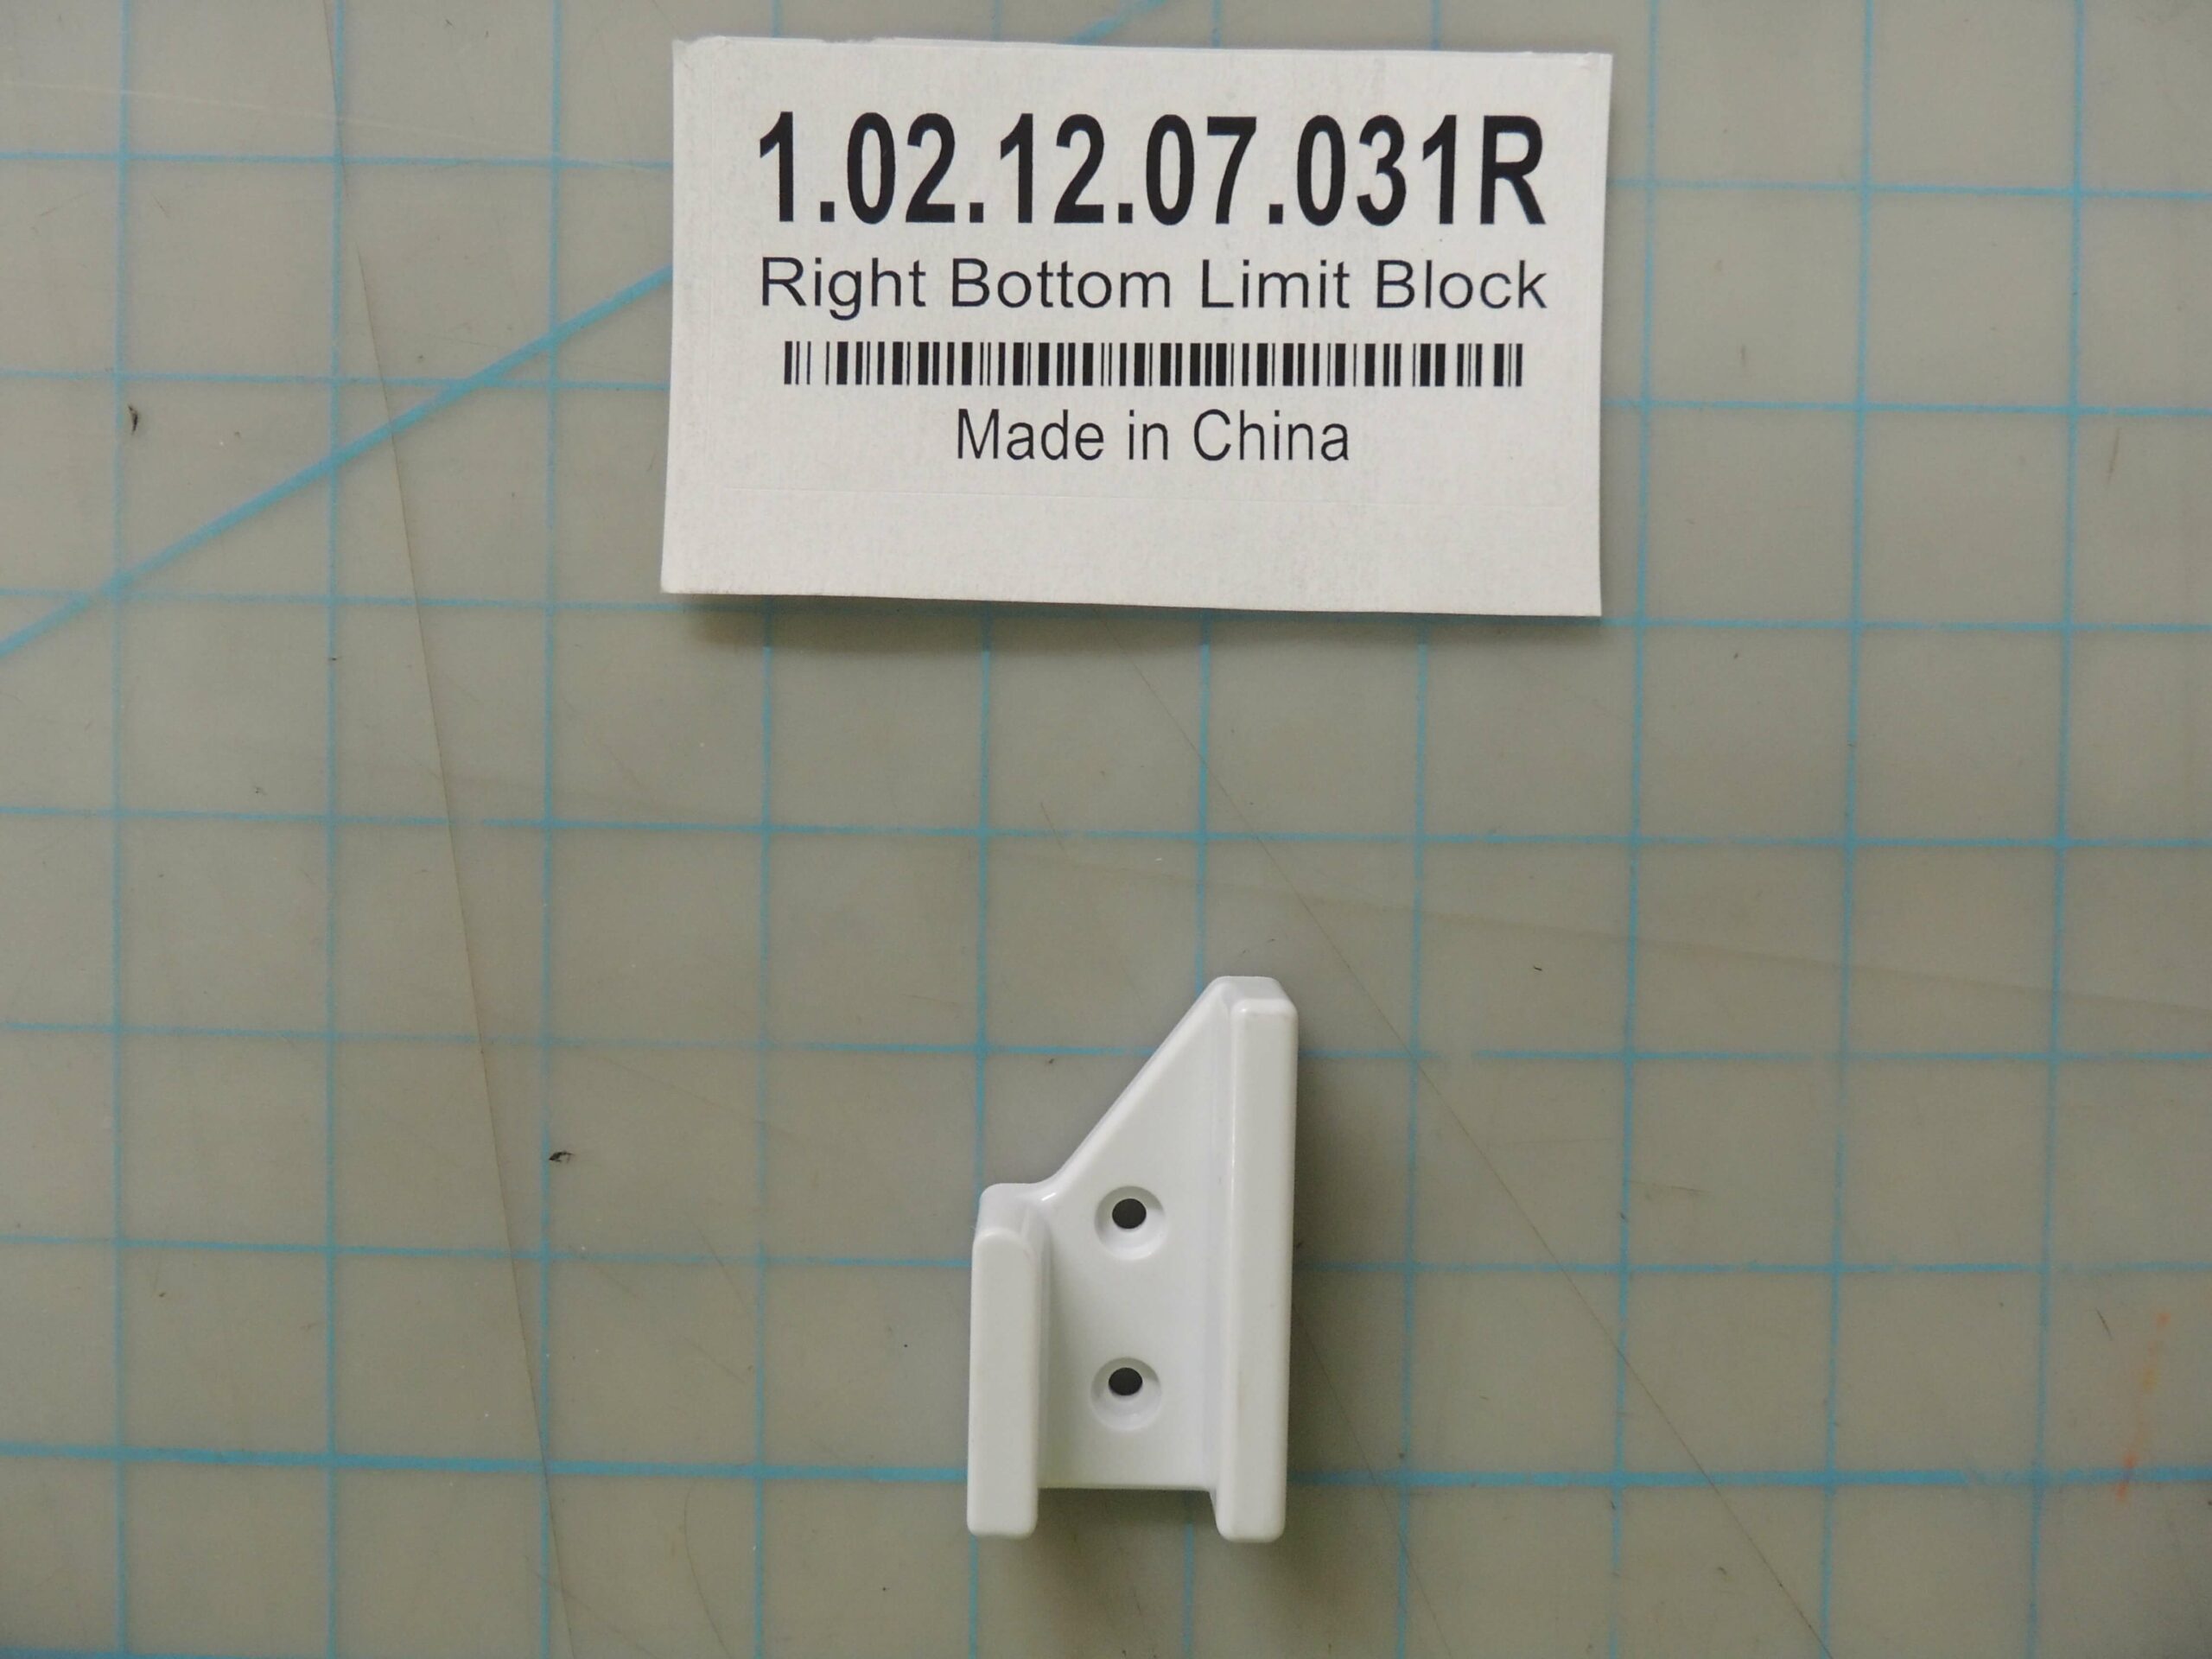 1.02.12.07.031R
Right Bottom Limit Block
Made in China